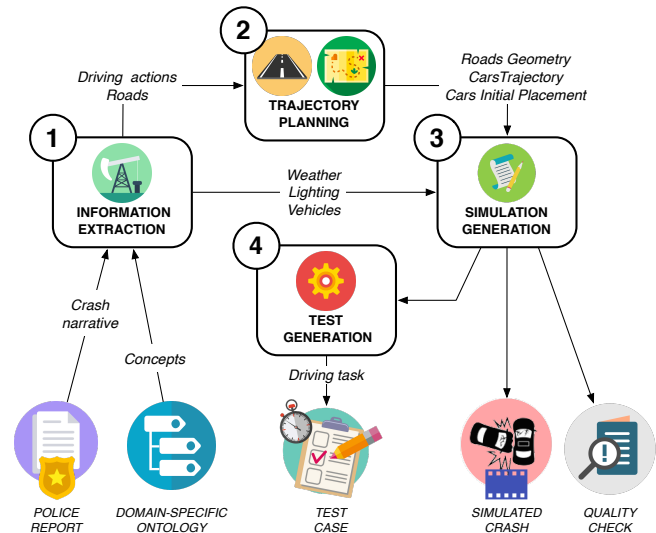 2
Driving actions
Roads
TRAJECTORY
PLANNING
Roads Geometry
CarsTrajectory
Cars Initial Placement
1
INFORMATION
EXTRACTION
Weather
Lighting
Vehicles
3
SIMULATION
GENERATION
4
TEST
GENERATION
Crash
narrative
Concepts
Driving task
POLICE
REPORT
DOMAIN-SPECIFIC
ONTOLOGY
TEST
CASE
SIMULATED
CRASH
!
QUALITY
CHECK